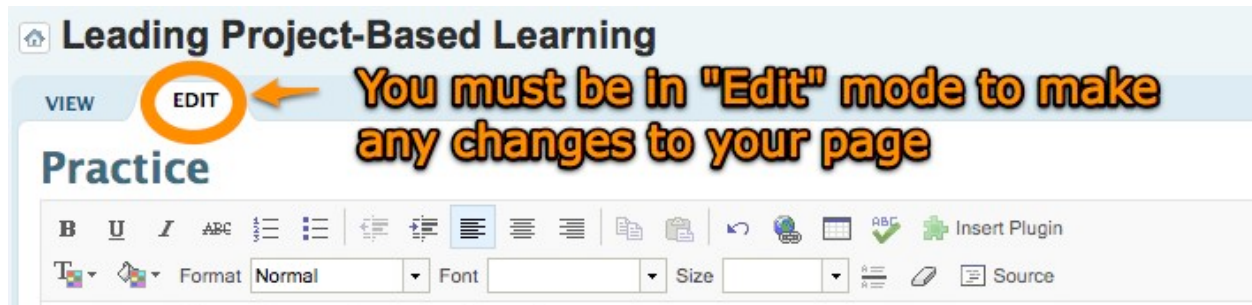 Leading Project-Based Learning
VIEW EDIT You must be in "Edit" mode to make
any changes to your page
Practice
B U I ABC ABC Insert Plugin
T Format Normal Font Size Source